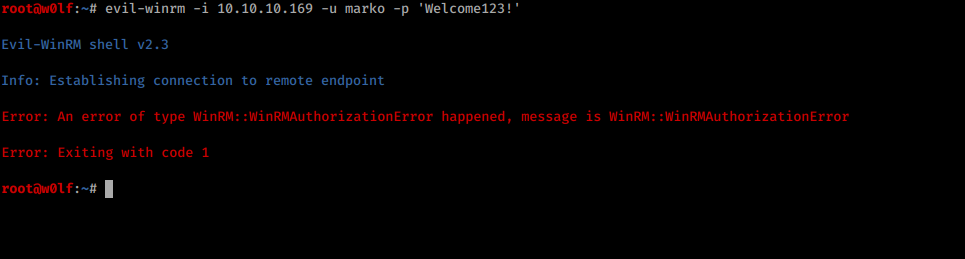 root@w0lf:~# evil-winrm -i 10.10.10.169 -u marko -p 'Welcome123!'
Evil-WinRM shell v2.3
Info: Establishing connection to remote endpoint
Error: An error of type WinRM::WinRMAuthorizationError happened, message is WinRM::WinRMAuthorizationError
Error: Exiting with code 1
root@w0lf:~#